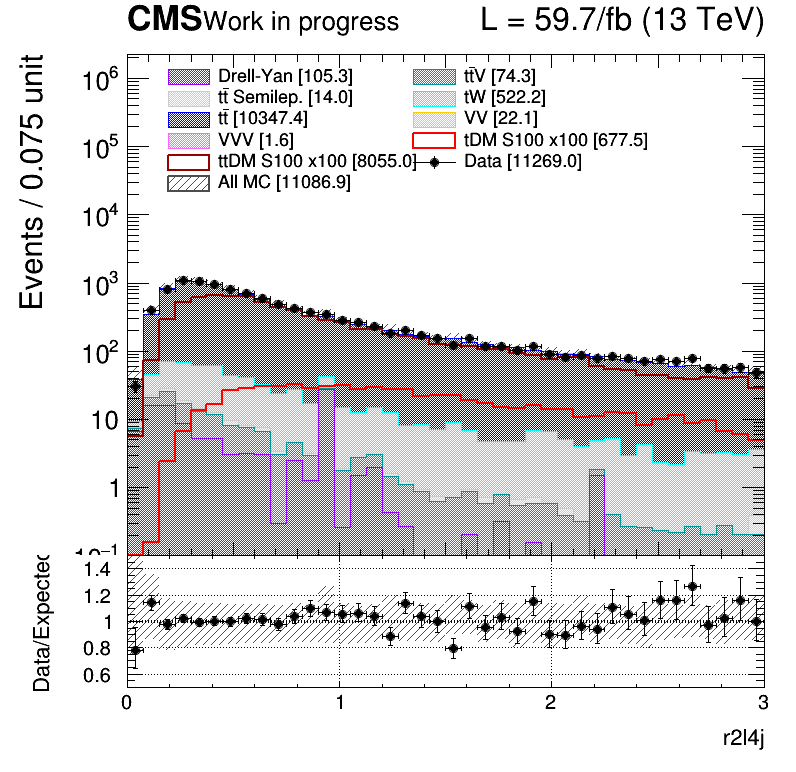 CMS Work in progress L = 59.7/fb (13 TeV)
Events / 0.075 unit
Drell-Yan [105.3] tt̄V [74.3]
tt̄ Semilep. [14.0] tW [522.2]
tt̄ [10347.4] VV [22.1]
VVV [1.6] tDM S100 x100 [677.5]
ttDM S100 x100 [8055.0] Data [11269.0]
All MC [11086.9]
10⁶
10⁵
10⁴
10³
10²
10
1
10⁻¹
Data/Expected
1.4
1.2
1
0.8
0.6
0 1 2 3
r2l4j